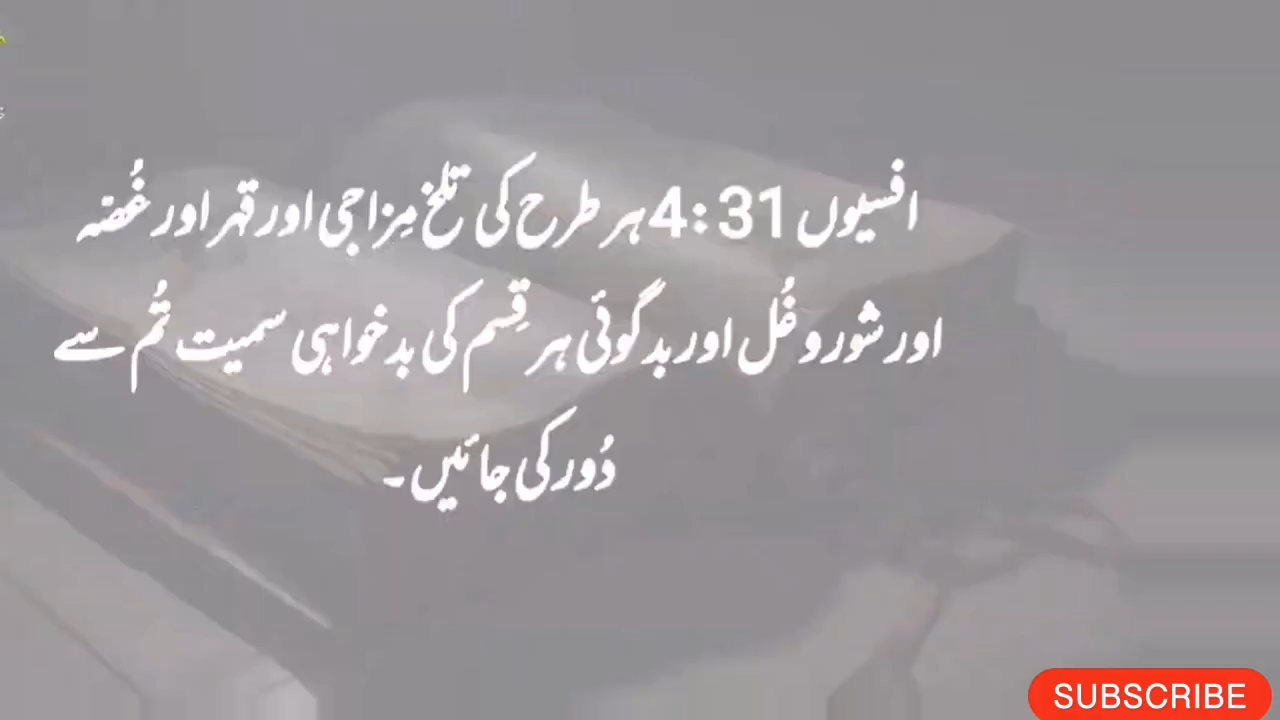 افسیوں 4:31 ہر طرح کی تلخ مِزاجی اور قہر اور غُصّہ
اور شور و غُل اور بدگوئی ہر قِسم کی بدخواہی سمیت تُم سے
دُور کی جائیں۔
SUBSCRIBE